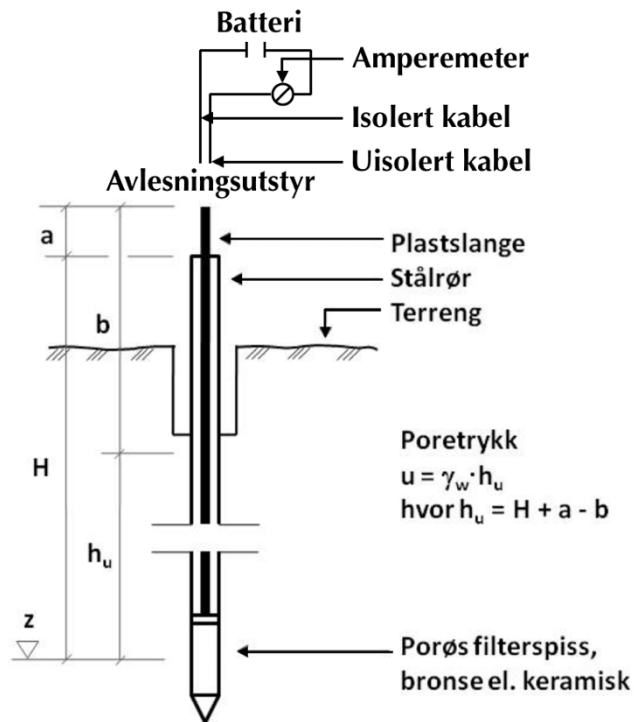 Batteri
Amperemeter
Isolert kabel
Uisolert kabel
Avlesningsutstyr
a
Plastslange
Stålrør
Terreng
b
H
Poretrykk
u = γw·hu
hvor hu = H + a - b
hu
z
Porøs filterspiss,
bronse el. keramisk